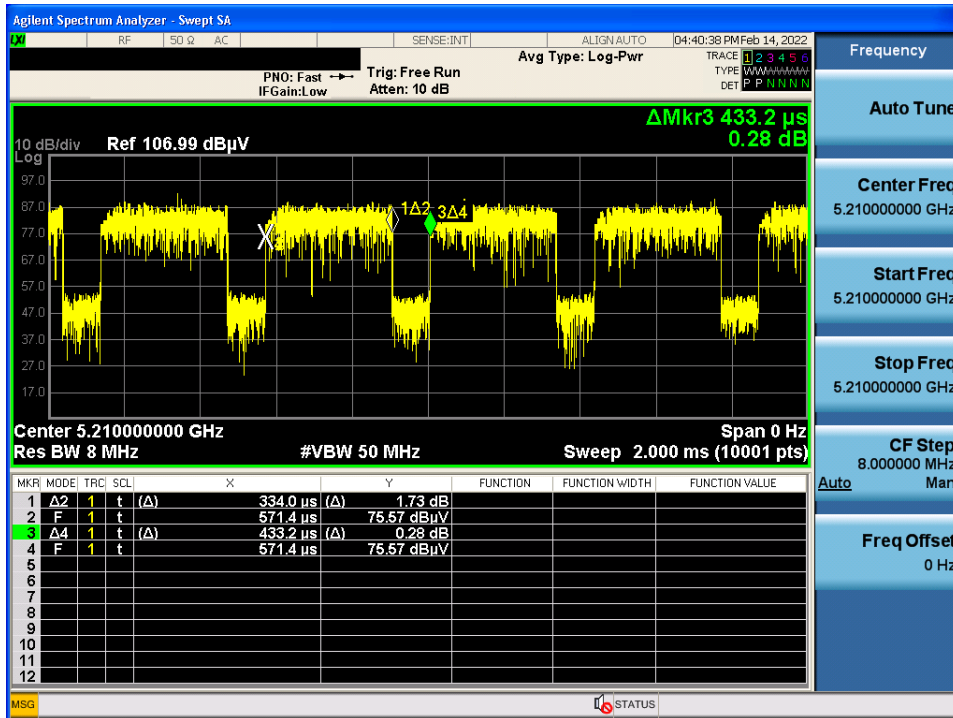 Agilent Spectrum Analyzer - Swept SA
LXI RF 50 Ω AC SENSE:INT ALIGN AUTO 04:40:38 PM Feb 14, 2022
Frequency
PNO: Fast
IFGain:Low
Trig: Free Run
Atten: 10 dB
Avg Type: Log-Pwr
TRACE 1 2 3 4 5 6
TYPE WWWWWW
DET P P N N N N
Auto Tune
ΔMkr3 433.2 µs
0.28 dB
10 dB/div Ref 106.99 dBµV
Log
97.0
87.0
77.0
67.0
57.0
47.0
37.0
27.0
17.0
1Δ2
3Δ4
Center Freq
5.210000000 GHz
Start Freq
5.210000000 GHz
Stop Freq
5.210000000 GHz
Center 5.210000000 GHz Span 0 Hz
Res BW 8 MHz #VBW 50 MHz Sweep 2.000 ms (10001 pts)
CF Step
8.000000 MHz
Auto Man
Freq Offset
0 Hz
MKR MODE TRC SCL X Y FUNCTION FUNCTION WIDTH FUNCTION VALUE
1 Δ2 1 t (Δ) 334.0 µs (Δ) 1.73 dB
2 F 1 t 571.4 µs 75.57 dBµV
3 Δ4 1 t (Δ) 433.2 µs (Δ) 0.28 dB
4 F 1 t 571.4 µs 75.57 dBµV
5
6
7
8
9
10
11
12
MSG STATUS